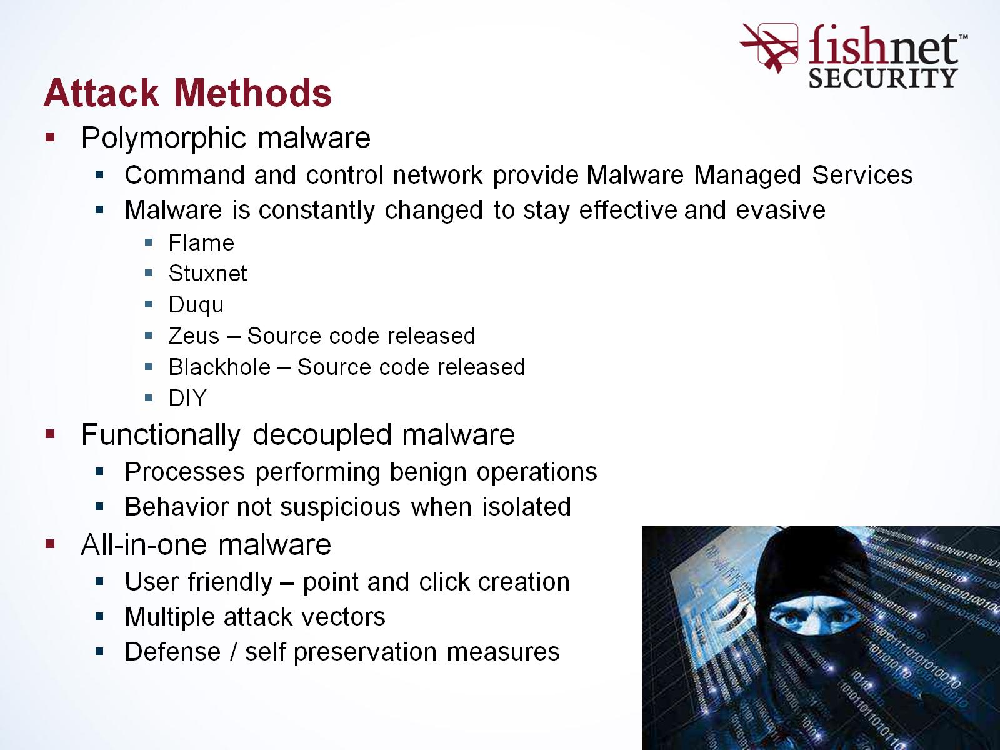 fishnet™
SECURITY
Attack Methods
Polymorphic malware
Command and control network provide Malware Managed Services
Malware is constantly changed to stay effective and evasive
Flame
Stuxnet
Duqu
Zeus – Source code released
Blackhole – Source code released
DIY
Functionally decoupled malware
Processes performing benign operations
Behavior not suspicious when isolated
All-in-one malware
User friendly – point and click creation
Multiple attack vectors
Defense / self preservation measures